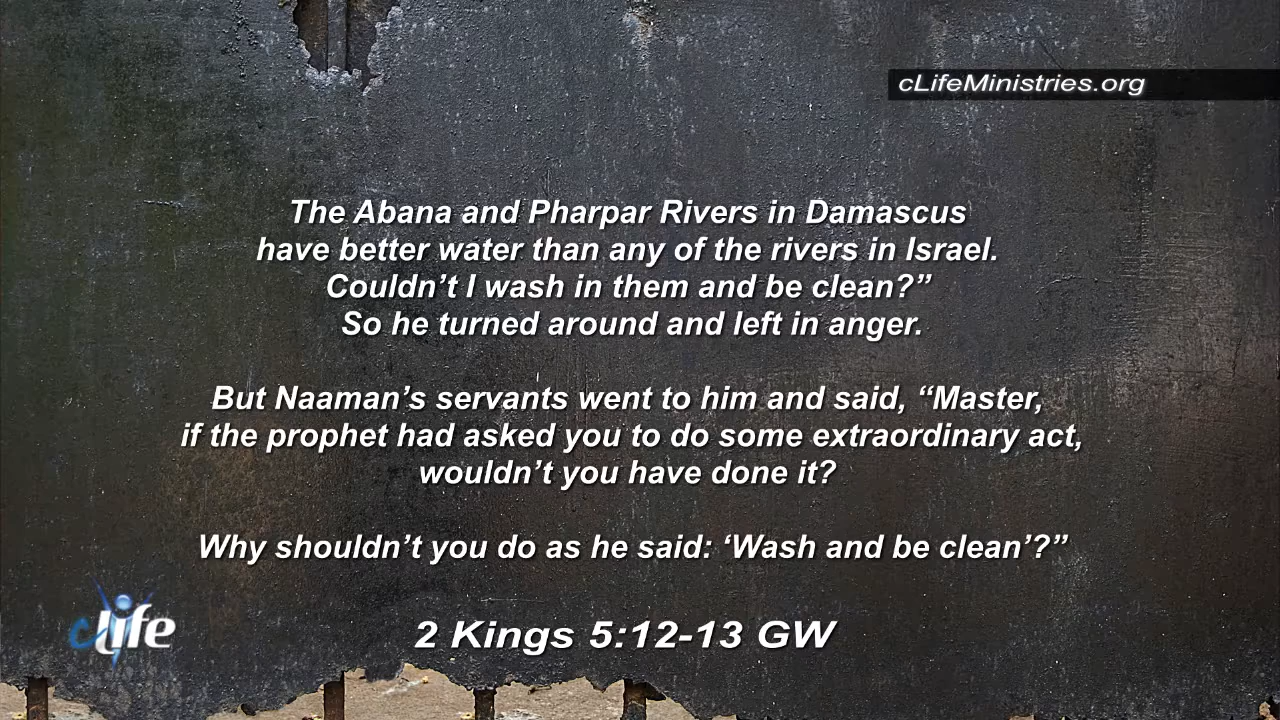 cLifeMinistries.org
The Abana and Pharpar Rivers in Damascus
have better water than any of the rivers in Israel.
Couldn’t I wash in them and be clean?”
So he turned around and left in anger.
But Naaman’s servants went to him and said, “Master,
if the prophet had asked you to do some extraordinary act,
wouldn’t you have done it?
Why shouldn’t you do as he said: ‘Wash and be clean’?”
cLife
2 Kings 5:12-13 GW